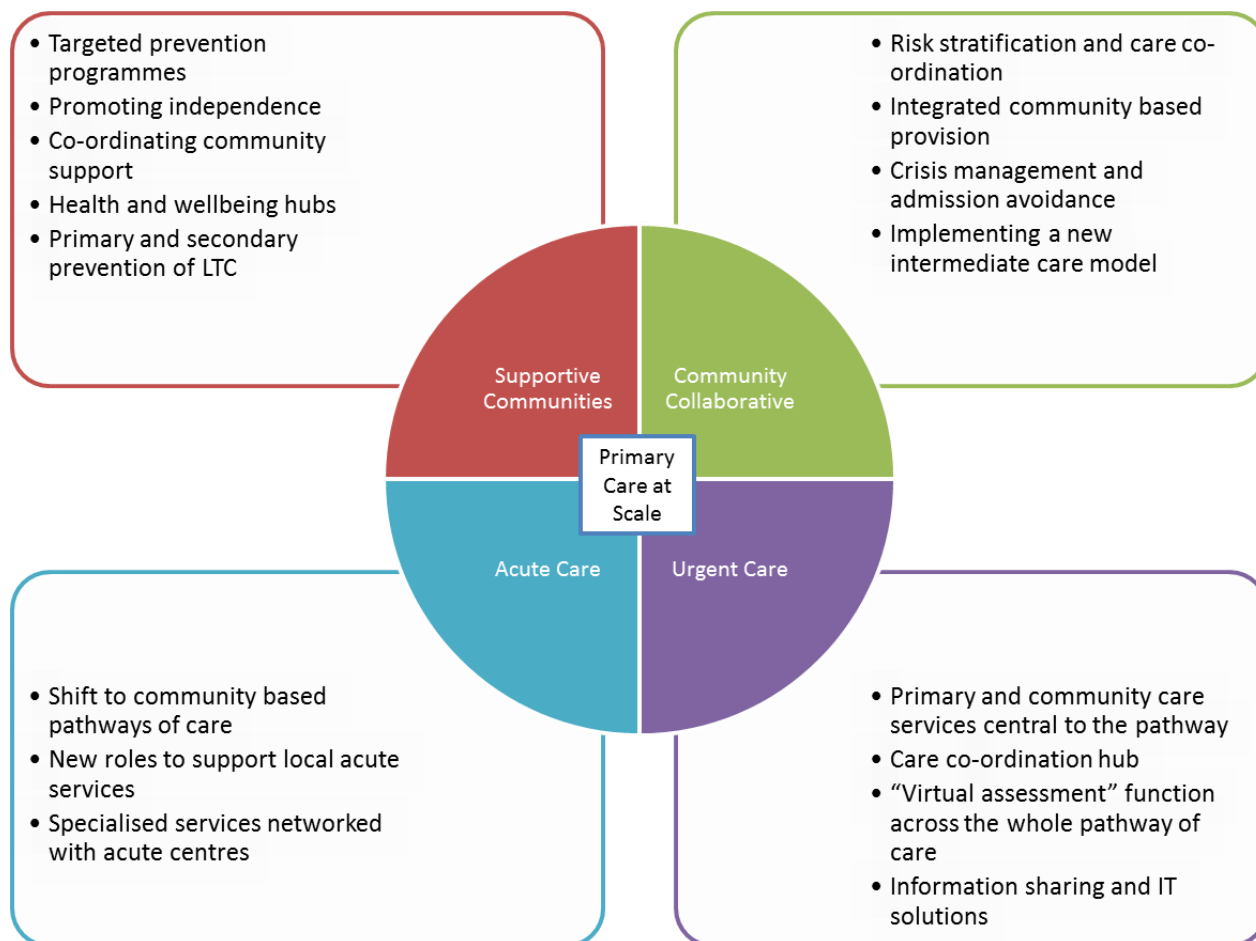 • Targeted prevention
programmes
• Promoting independence
• Co-ordinating community
support
• Health and wellbeing hubs
• Primary and secondary
prevention of LTC
• Risk stratification and care co-
ordination
• Integrated community based
provision
• Crisis management and
admission avoidance
• Implementing a new
intermediate care model
Supportive
Communities
Community
Collaborative
Primary
Care at
Scale
Acute Care
Urgent Care
• Shift to community based
pathways of care
• New roles to support local acute
services
• Specialised services networked
with acute centres
• Primary and community care
services central to the pathway
• Care co-ordination hub
• “Virtual assessment” function
across the whole pathway of
care
• Information sharing and IT
solutions